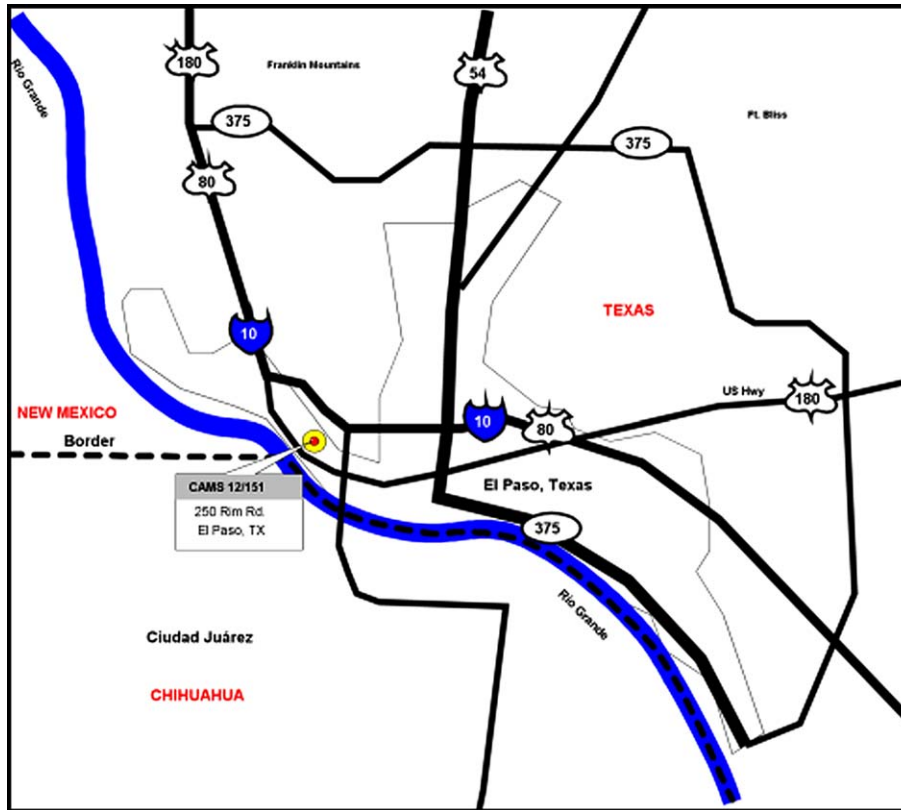 180
Franklin Mountains
54
Rio Grande
375
Ft. Bliss
375
80
TEXAS
10
US Hwy
180
NEW MEXICO
10
80
Border
CAMS 12/151
250 Rim Rd.
El Paso, TX
El Paso, Texas
375
Rio Grande
Ciudad Juárez
CHIHUAHUA